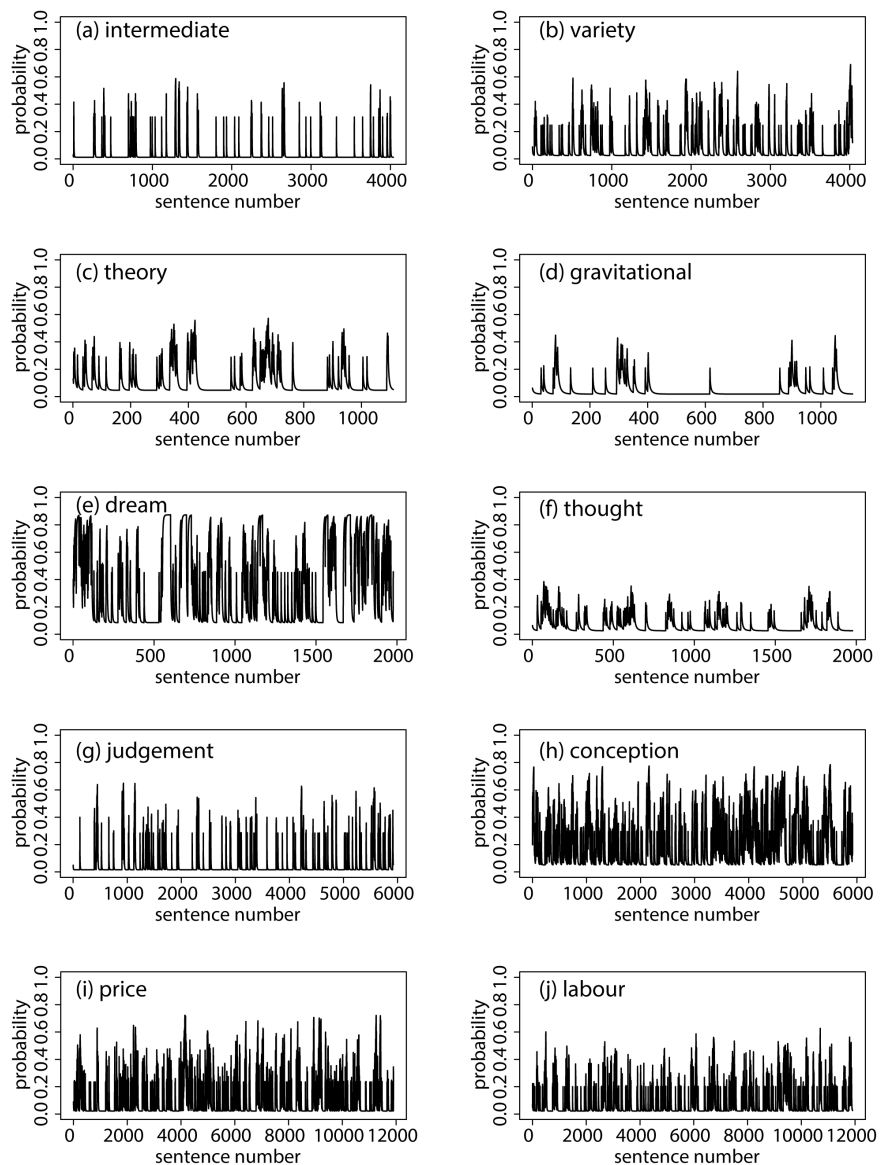 (a) intermediate
probability
0.0 0.2 0.4 0.6 0.8 1.0
0 1000 2000 3000 4000
sentence number
(b) variety
probability
0.0 0.2 0.4 0.6 0.8 1.0
0 1000 2000 3000 4000
sentence number
(c) theory
probability
0.0 0.2 0.4 0.6 0.8 1.0
0 200 400 600 800 1000
sentence number
(d) gravitational
probability
0.0 0.2 0.4 0.6 0.8 1.0
0 200 400 600 800 1000
sentence number
(e) dream
probability
0.0 0.2 0.4 0.6 0.8 1.0
0 500 1000 1500 2000
sentence number
(f) thought
probability
0.0 0.2 0.4 0.6 0.8 1.0
0 500 1000 1500 2000
sentence number
(g) judgement
probability
0.0 0.2 0.4 0.6 0.8 1.0
0 1000 2000 3000 4000 5000 6000
sentence number
(h) conception
probability
0.0 0.2 0.4 0.6 0.8 1.0
0 1000 2000 3000 4000 5000 6000
sentence number
(i) price
probability
0.0 0.2 0.4 0.6 0.8 1.0
0 2000 4000 6000 8000 10000 12000
sentence number
(j) labour
probability
0.0 0.2 0.4 0.6 0.8 1.0
0 2000 4000 6000 8000 10000 12000
sentence number